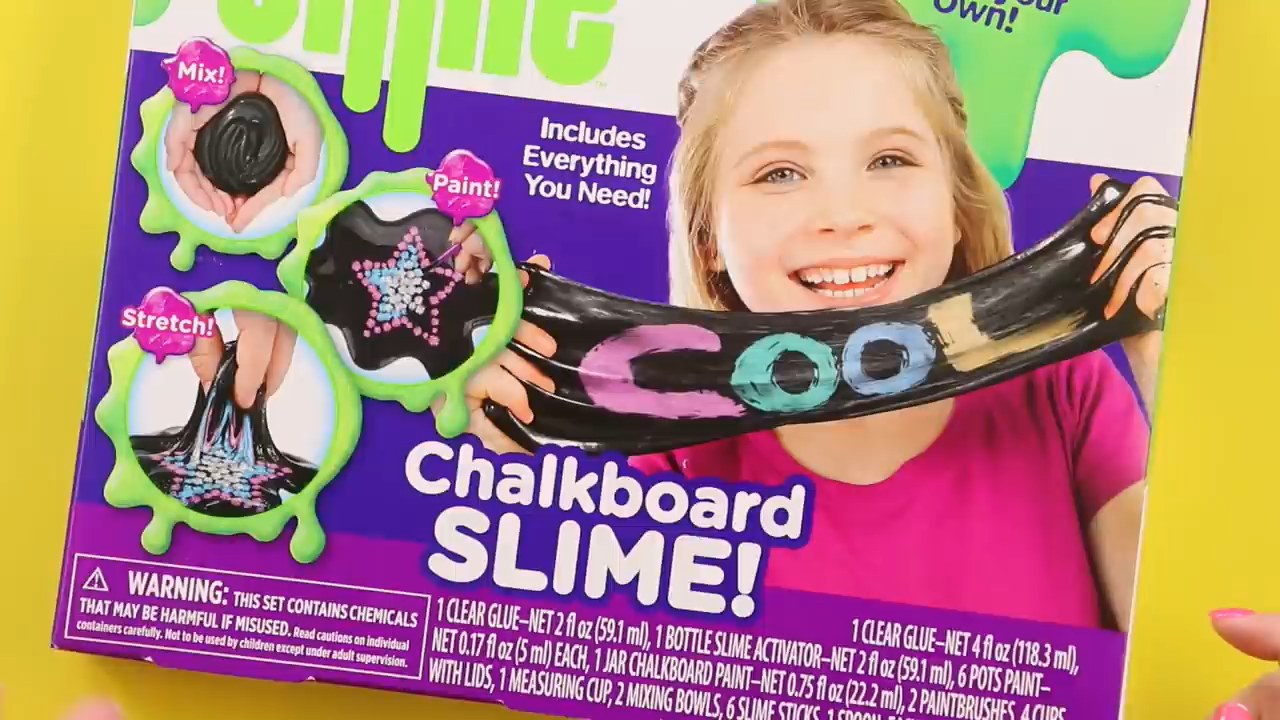 Slime
Own!
Mix!
Includes
Everything
You Need!
Paint!
Stretch!
COOL
Chalkboard
SLIME!
WARNING: THIS SET CONTAINS CHEMICALS
THAT MAY BE HARMFUL IF MISUSED. Read cautions on individual
containers carefully. Not to be used by children except under adult supervision.
1 CLEAR GLUE–NET 2 fl oz (59.1 ml), 1 BOTTLE SLIME ACTIVATOR–NET 2 fl oz (59.1 ml), 6 POTS PAINT–
1 CLEAR GLUE–NET 4 fl oz (118.3 ml),
NET 0.17 fl oz (5 ml) EACH, 1 JAR CHALKBOARD PAINT–NET 0.75 fl oz (22.2 ml), 2 PAINTBRUSHES, 4 CUPS
WITH LIDS, 1 MEASURING CUP, 2 MIXING BOWLS, 6 SLIME STICKS, 1 SPOON,